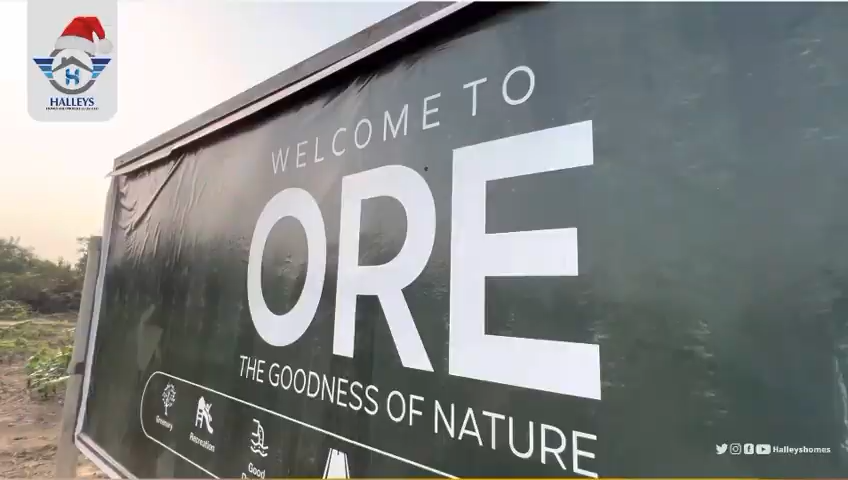 HALLEYS
WELCOME TO
ORE
THE GOODNESS OF NATURE
Greenery
Recreation
Good
Halleyshomes